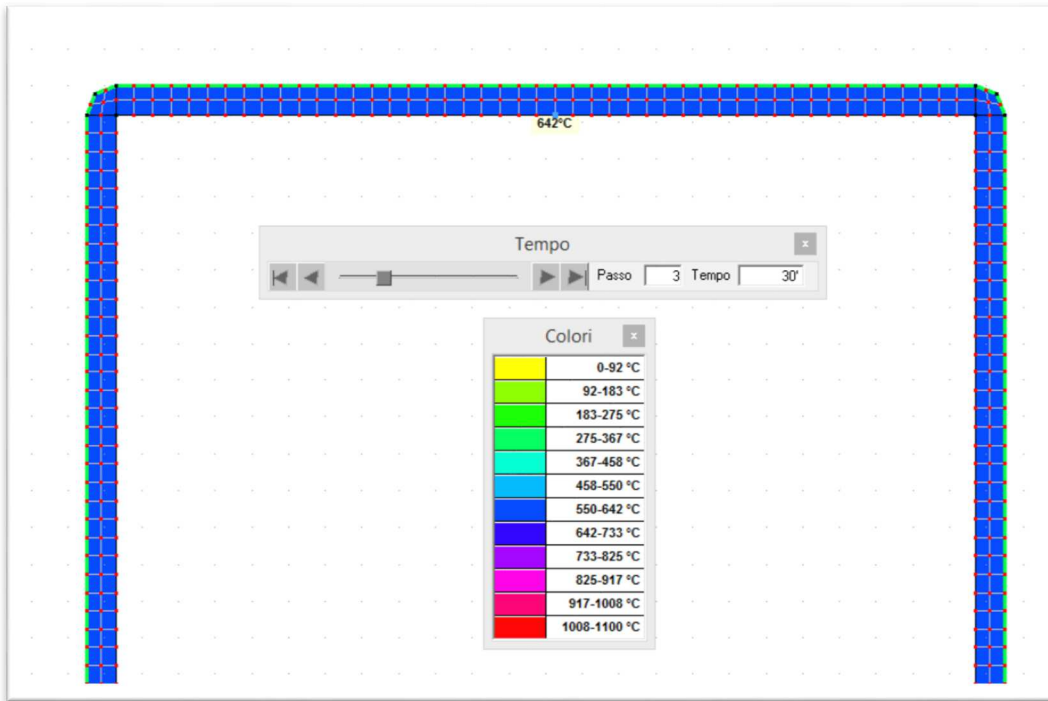 642°C
Tempo
x
Passo 3 Tempo 30'
Colori
x
0-92 °C
92-183 °C
183-275 °C
275-367 °C
367-458 °C
458-550 °C
550-642 °C
642-733 °C
733-825 °C
825-917 °C
917-1008 °C
1008-1100 °C